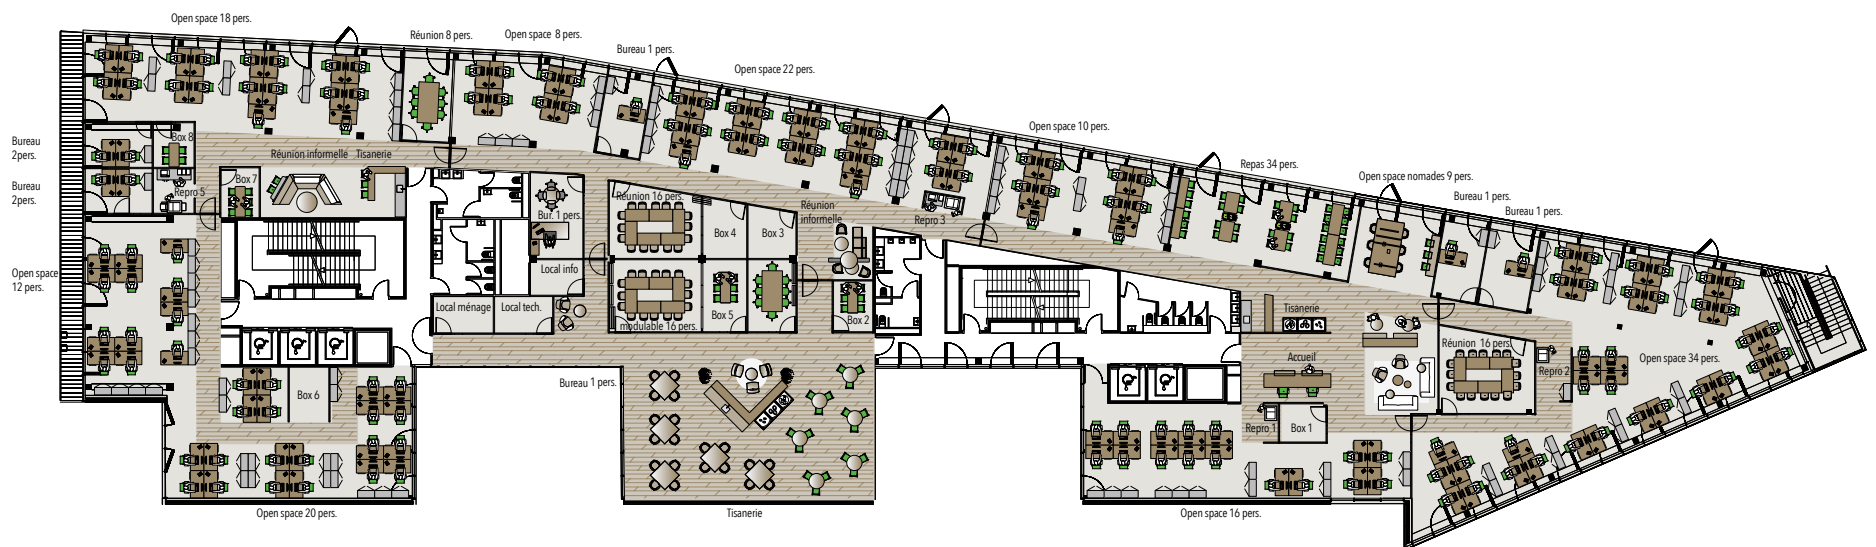 Open space 18 pers.
Réunion 8 pers.
Open space  8 pers.
Bureau 1 pers.
Open space 22 pers.
Open space 10 pers.
Repas 34 pers.
Open space nomades 9 pers.
Bureau 1 pers.
Bureau 1 pers.
Bureau
2pers.
Bureau
2pers.
Box 8
Repro 5
Réunion informelle
Tisanerie
Box 7
Bur. 1 pers.
Réunion 16 pers.
Box 4
Box 3
Réunion
informelle
Repro 3
Local info
Local ménage
Local tech.
modulable 16 pers.
Box 5
Box 2
Open space
12 pers.
Tisanerie
Accueil
Réunion  16 pers.
Repro 2
Open space 34 pers.
Box 6
Bureau 1 pers.
Repro 1
Box 1
Open space 20 pers.
Tisanerie
Open space 16 pers.